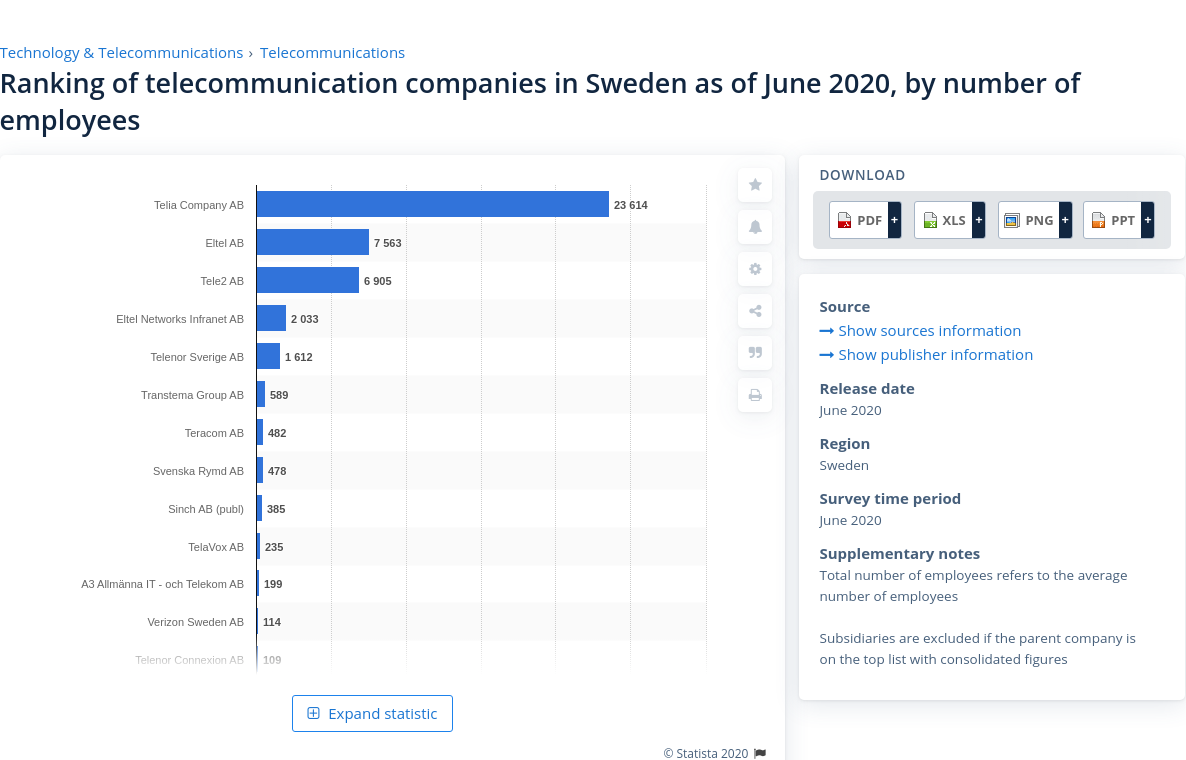 Technology & Telecommunications › Telecommunications
Ranking of telecommunication companies in Sweden as of June 2020, by number of
employees
Telia Company AB 23 614
Eltel AB 7 563
Tele2 AB 6 905
Eltel Networks Infranet AB 2 033
Telenor Sverige AB 1 612
Transtema Group AB 589
Teracom AB 482
Svenska Rymd AB 478
Sinch AB (publ) 385
TelaVox AB 235
A3 Allmänna IT - och Telekom AB 199
Verizon Sweden AB 114
Telenor Connexion AB 109
Expand statistic
© Statista 2020
DOWNLOAD
PDF + XLS + PNG + PPT +
Source
Show sources information
Show publisher information
Release date
June 2020
Region
Sweden
Survey time period
June 2020
Supplementary notes
Total number of employees refers to the average
number of employees
Subsidiaries are excluded if the parent company is
on the top list with consolidated figures